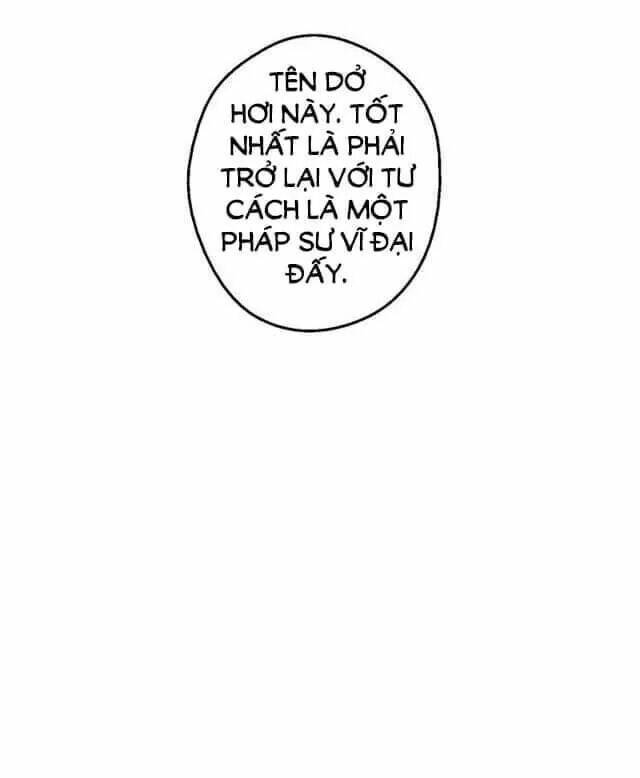 TÊN DỞ
HƠI NÀY. TỐT
NHẤT LÀ PHẢI
TRỞ LẠI VỚI TƯ
CÁCH LÀ MỘT
PHÁP SƯ VĨ ĐẠI
ĐẤY.